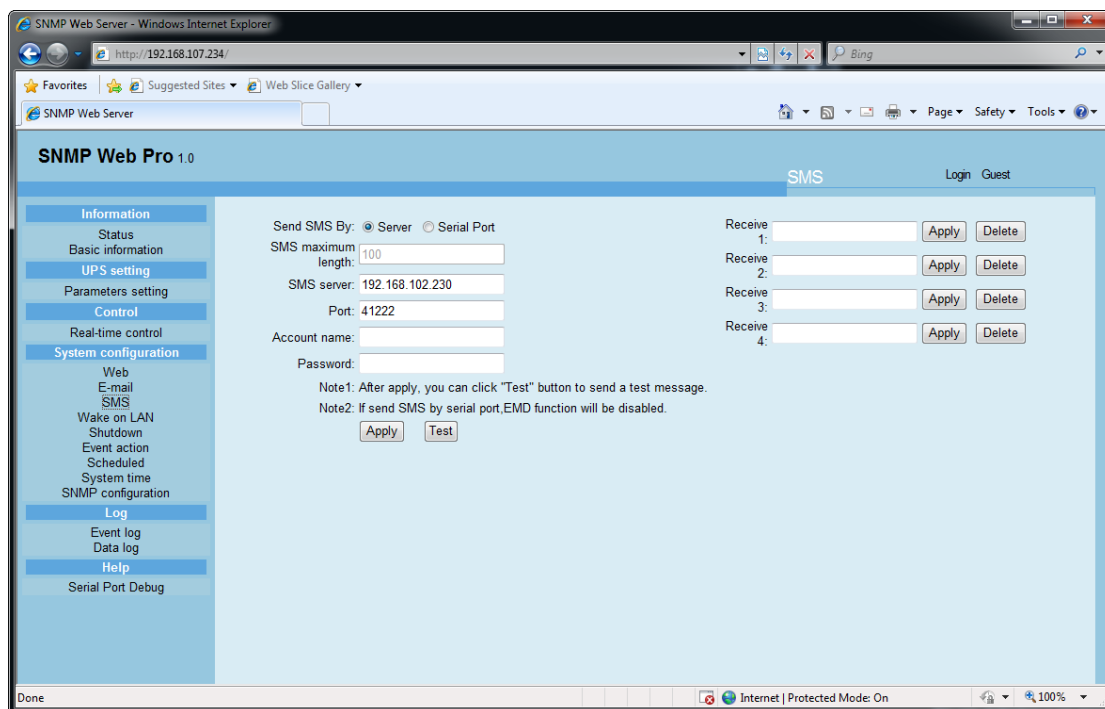 SNMP Web Server - Windows Internet Explorer
http://192.168.107.234/
Bing
Favorites Suggested Sites Web Slice Gallery
SNMP Web Server
Page Safety Tools
SNMP Web Pro 1.0
SMS
Login Guest
Information
Status
Basic information
UPS setting
Parameters setting
Control
Real-time control
System configuration
Web
E-mail
SMS
Wake on LAN
Shutdown
Event action
Scheduled
System time
SNMP configuration
Log
Event log
Data log
Help
Serial Port Debug
Send SMS By: Server Serial Port
SMS maximum
length: 100
SMS server: 192.168.102.230
Port: 41222
Account name:
Password:
Note1: After apply, you can click "Test" button to send a test message.
Note2: If send SMS by serial port,EMD function will be disabled.
Apply Test
Receive
1: Apply Delete
Receive
2: Apply Delete
Receive
3: Apply Delete
Receive
4: Apply Delete
Done
Internet | Protected Mode: On
100%